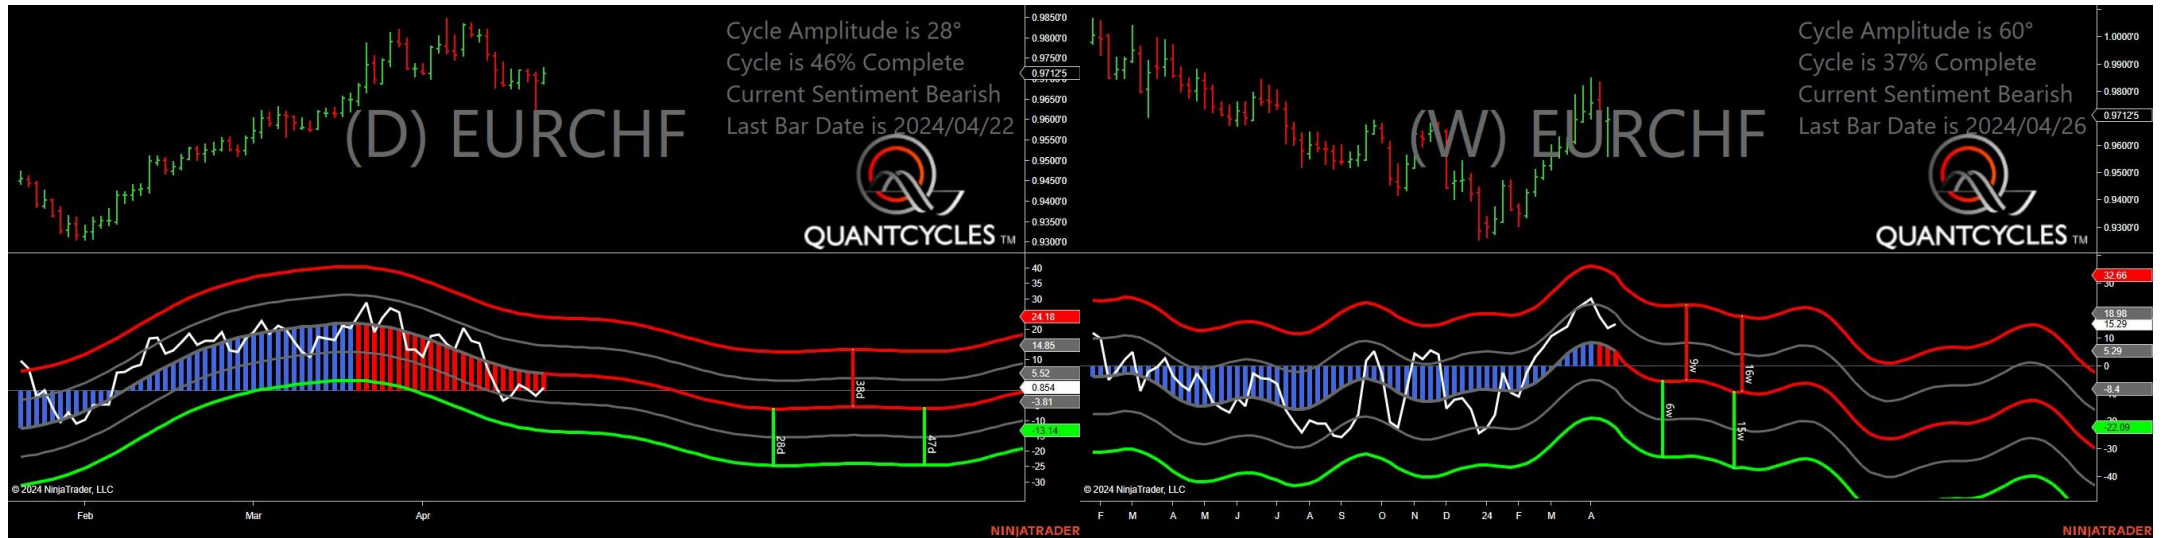 Cycle Amplitude is 28°
Cycle is 46% Complete
Current Sentiment Bearish
Last Bar Date is 2024/04/22
(D) EURCHF
QUANTCYCLES TM
0.9850'0
0.9800'0
0.9750'0
0.9712'5
0.9650'0
0.9600'0
0.9550'0
0.9500'0
0.9450'0
0.9400'0
0.9350'0
0.9300'0
40
35
30
24.18
20
14.85
10
5.52
0.854
-3.81
-10
-13.14
-20
-25
-30
38d
28d
47d
© 2024 NinjaTrader, LLC
Feb Mar Apr
NINJATRADER
Cycle Amplitude is 60°
Cycle is 37% Complete
Current Sentiment Bearish
Last Bar Date is 2024/04/26
(W) EURCHF
QUANTCYCLES TM
1.0000'0
0.9900'0
0.9800'0
0.9712'5
0.9600'0
0.9500'0
0.9400'0
0.9300'0
32.66
30
18.98
15.29
10
5.29
0
-8.4
-22.09
-30
-40
9w
16w
6w
15w
© 2024 NinjaTrader, LLC
F M A M J J A S O N D 24 F M A
NINJATRADER